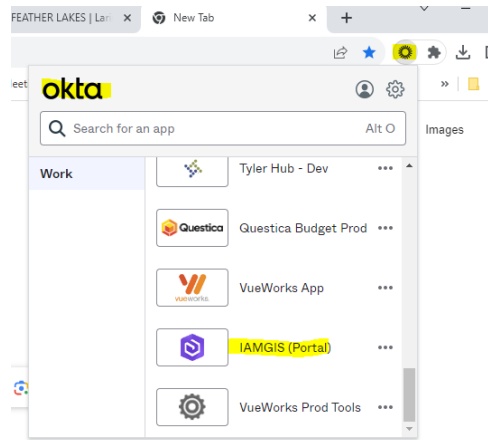 FEATHER LAKES | Lar
New Tab
leet
okta
Search for an app
Alt O
Images
Work
Tyler Hub - Dev
Questica
Questica Budget Prod
vueworks
VueWorks App
IAMGIS (Portal)
VueWorks Prod Tools